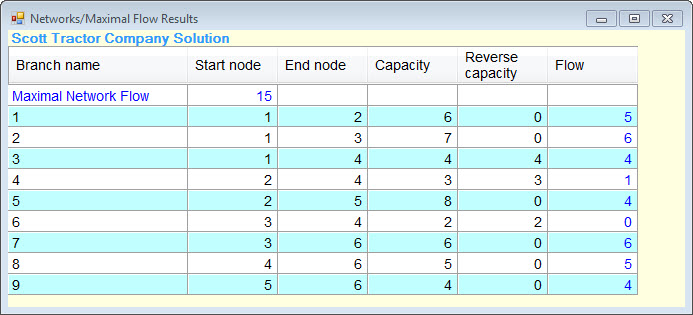 Networks/Maximal Flow Results
Scott Tractor Company Solution
Branch name Start node End node Capacity Reverse capacity Flow
Maximal Network Flow 15
1 1 2 6 0 5
2 1 3 7 0 6
3 1 4 4 4 4
4 2 4 3 3 1
5 2 5 8 0 4
6 3 4 2 2 0
7 3 6 6 0 6
8 4 6 5 0 5
9 5 6 4 0 4